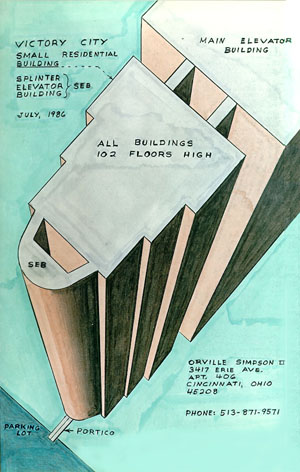 VICTORY CITY
SMALL RESIDENTIAL
BUILDING
SPLINTER
ELEVATOR
BUILDING
SEB
JULY, 1986
MAIN ELEVATOR
BUILDING
ALL BUILDINGS
102 FLOORS HIGH
SEB
ORVILLE SIMPSON II
3417 ERIE AVE.
APT. 406
CINCINNATI, OHIO
45208
PHONE: 513-871-9571
PARKING
LOT
PORTICO